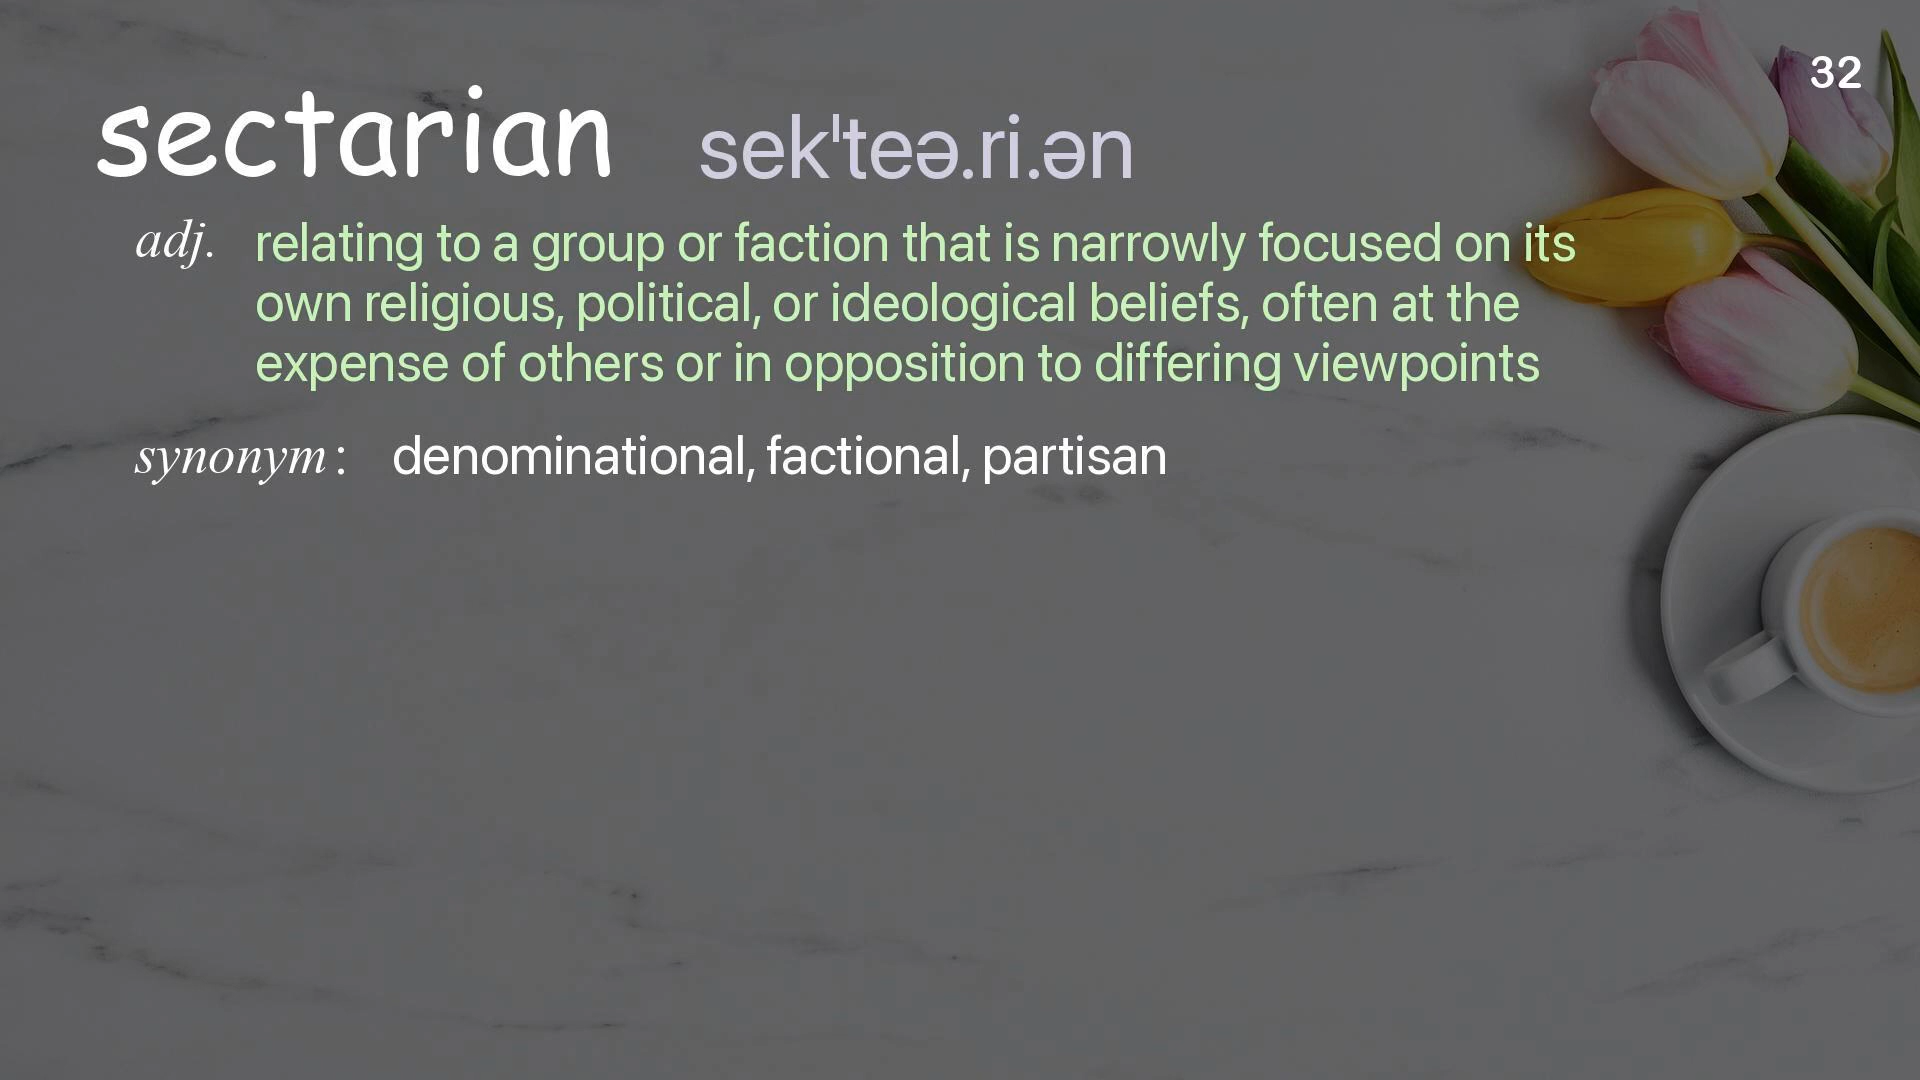 32
sectarian sekˈteə.ri.ən
adj. relating to a group or faction that is narrowly focused on its
own religious, political, or ideological beliefs, often at the
expense of others or in opposition to differing viewpoints
synonym : denominational, factional, partisan